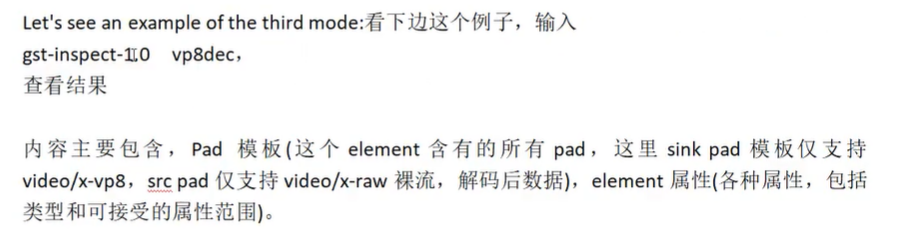 Let's see an example of the third mode:看下边这个例子，输入
gst-inspect-1.0 vp8dec，
查看结果
内容主要包含，Pad 模板(这个 element 含有的所有 pad，这里 sink pad 模板仅支持
video/x-vp8，src pad 仅支持 video/x-raw 裸流，解码后数据)，element 属性(各种属性，包括
类型和可接受的属性范围)。